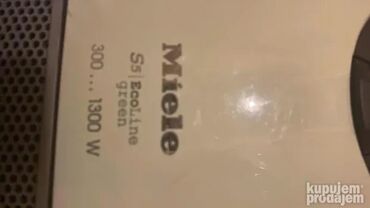 Miele
S5|EcoLine
green
300 ... 1300 W
kupujem
prodajem